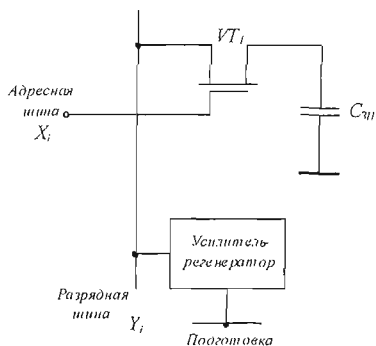 VT₁
Адресная
шина
Xᵢ
Cзп
Усилитель-
регенератор
Разрядная
шина
Yᵢ
Подготовка